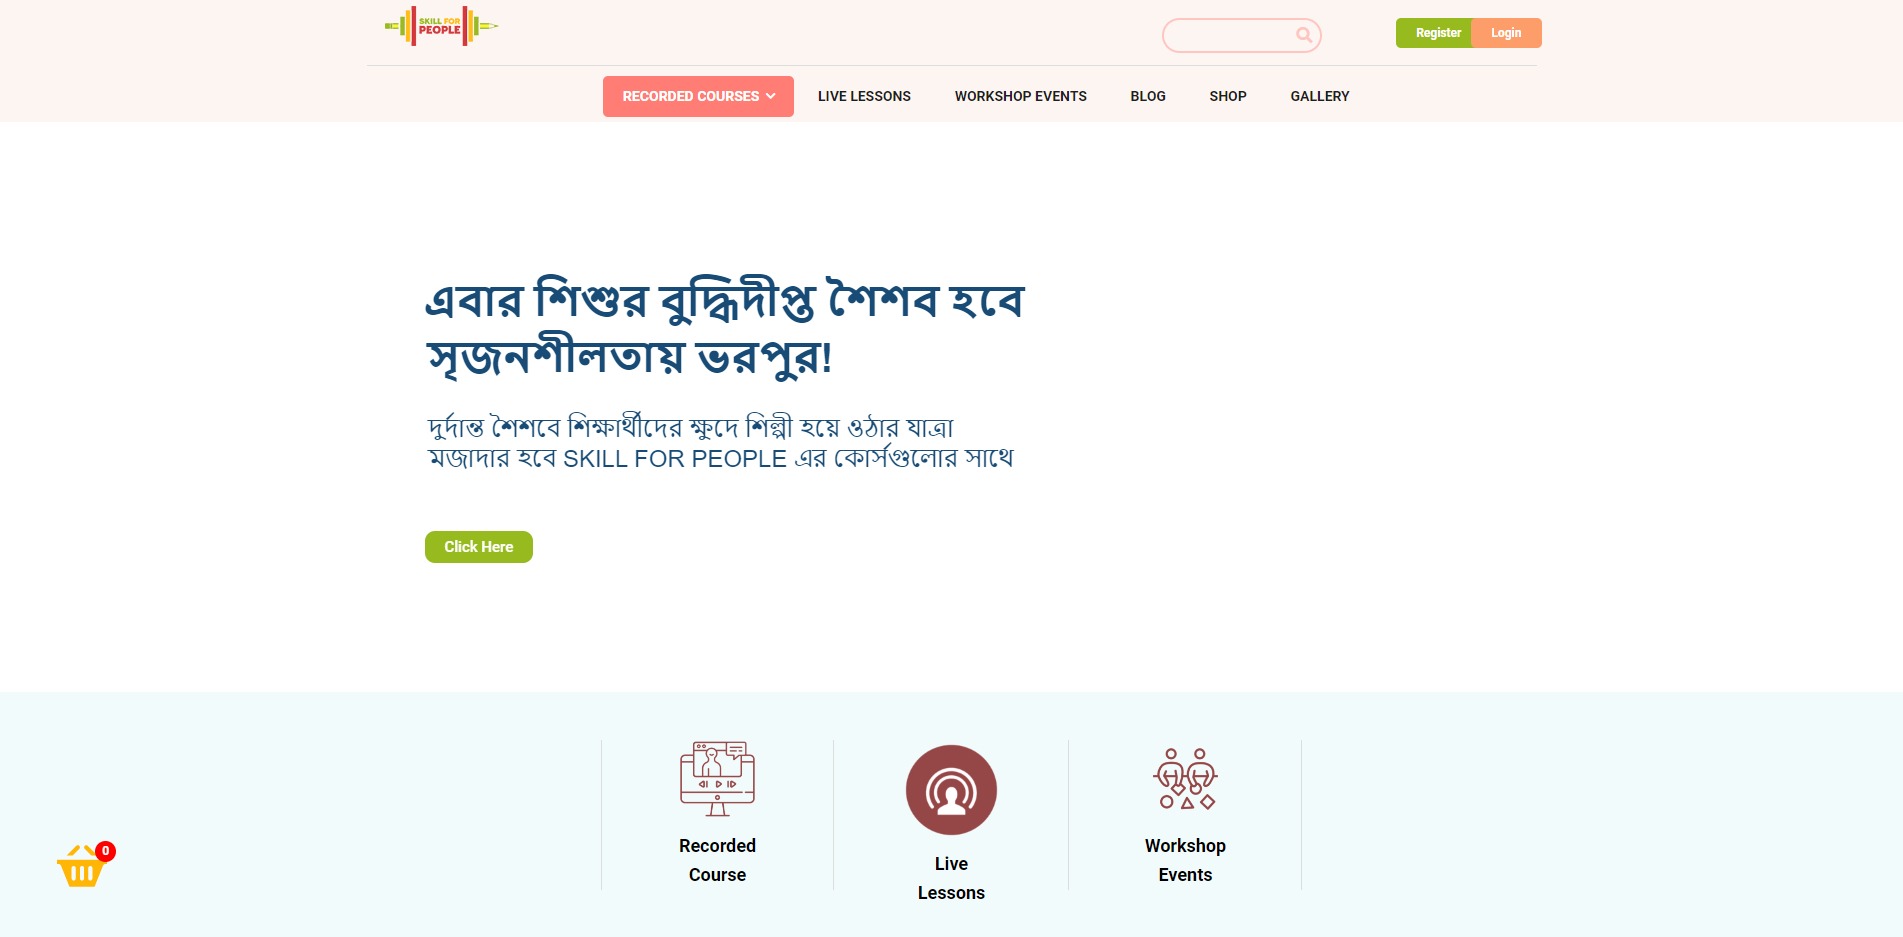 SKILL FOR
PEOPLE
Register
Login
RECORDED COURSES
LIVE LESSONS
WORKSHOP EVENTS
BLOG
SHOP
GALLERY
এবার শিশুর বুদ্ধিদীপ্ত শৈশব হবে
সৃজনশীলতায় ভরপুর!
দুর্দান্ত শৈশবে শিক্ষার্থীদের ক্ষুদে শিল্পী হয়ে ওঠার যাত্রা
মজাদার হবে SKILL FOR PEOPLE এর কোর্সগুলোর সাথে
Click Here
Recorded
Course
Live
Lessons
Workshop
Events
0